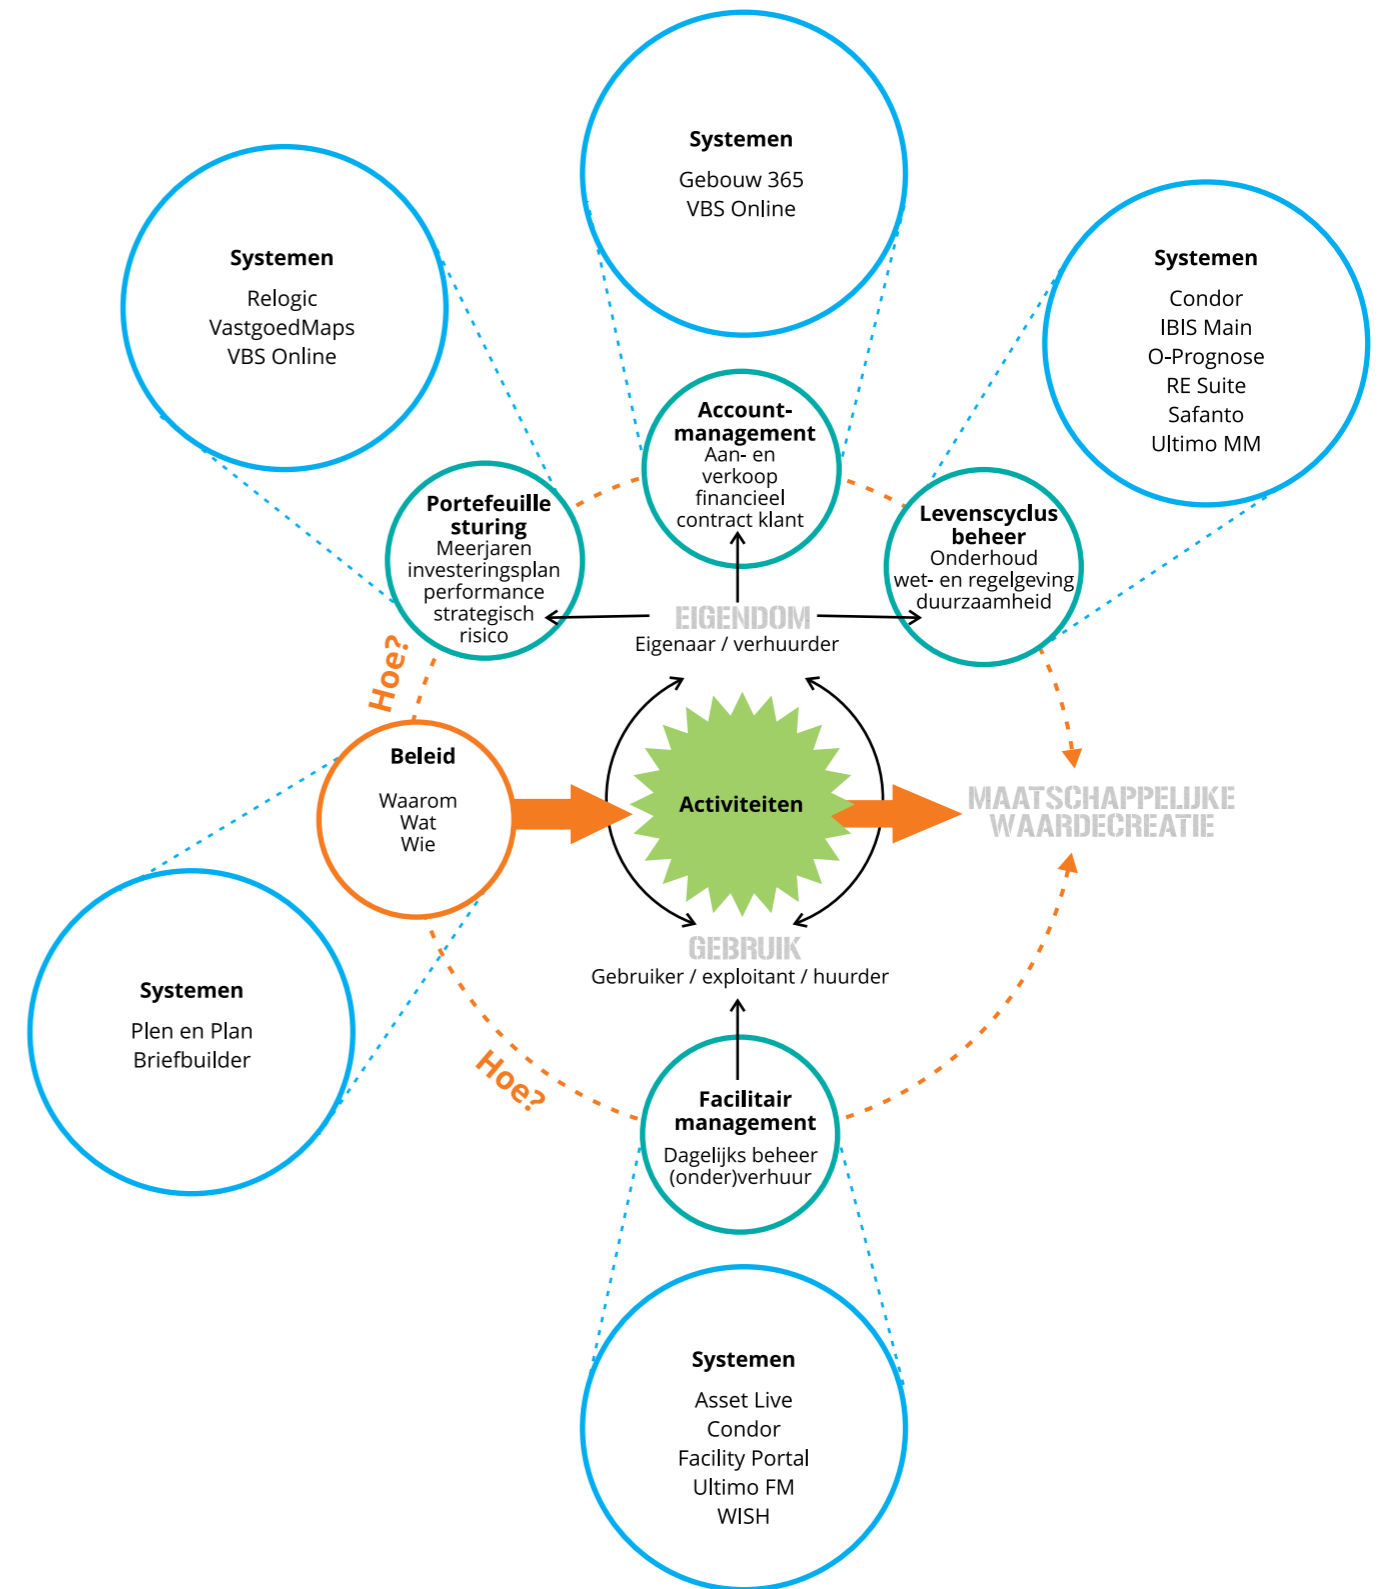 Systemen
Gebouw 365
VBS Online
Systemen
Relogic
VastgoedMaps
VBS Online
Systemen
Condor
IBIS Main
O-Prognose
RE Suite
Safanto
Ultimo MM
Account-
management
Aan- en
verkoop
financieel
contract klant
Portefeuille
sturing
Meerjaren
investeringsplan
performance
strategisch
risico
Levenscyclus
beheer
Onderhoud
wet- en regelgeving
duurzaamheid
EIGENDOM
Eigenaar / verhuurder
Hoe?
Beleid
Waarom
Wat
Wie
Activiteiten
MAATSCHAPPELIJKE
WAARDECREATIE
GEBRUIK
Gebruiker / exploitant / huurder
Systemen
Plen en Plan
Briefbuilder
Hoe?
Facilitair
management
Dagelijks beheer
(onder)verhuur
Systemen
Asset Live
Condor
Facility Portal
Ultimo FM
WISH